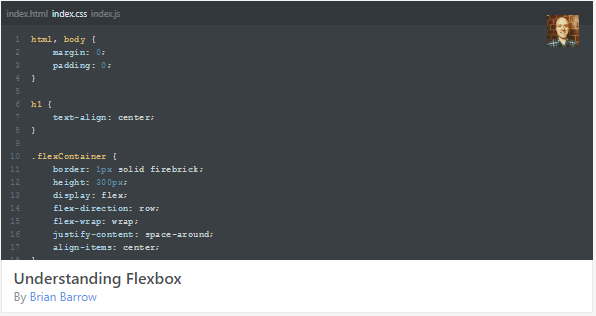 index.html index.css index.js
1 html, body {
2 margin: 0;
3 padding: 0;
4 }
5
6 h1 {
7 text-align: center;
8 }
9
10 .flexContainer {
11 border: 1px solid firebrick;
12 height: 300px;
13 display: flex;
14 flex-direction: row;
15 flex-wrap: wrap;
16 justify-content: space-around;
17 align-items: center;
Understanding Flexbox
By Brian Barrow